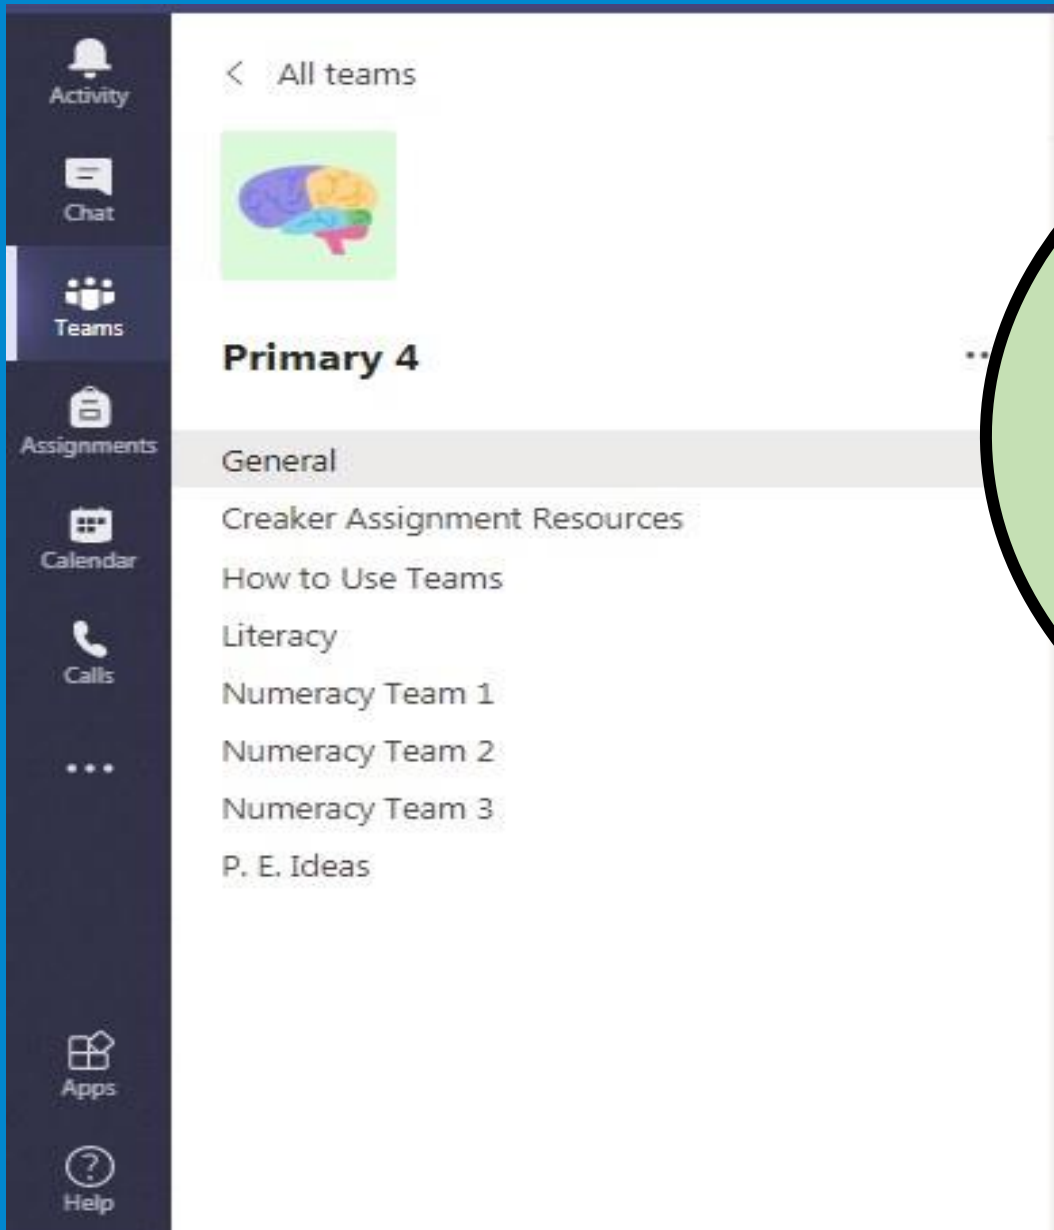 Activity
Chat
Teams
Assignments
Calendar
Calls
Apps
Help
All teams
Primary 4
General
Creaker Assignment Resources
How to Use Teams
Literacy
Numeracy Team 1
Numeracy Team 2
Numeracy Team 3
P. E. Ideas